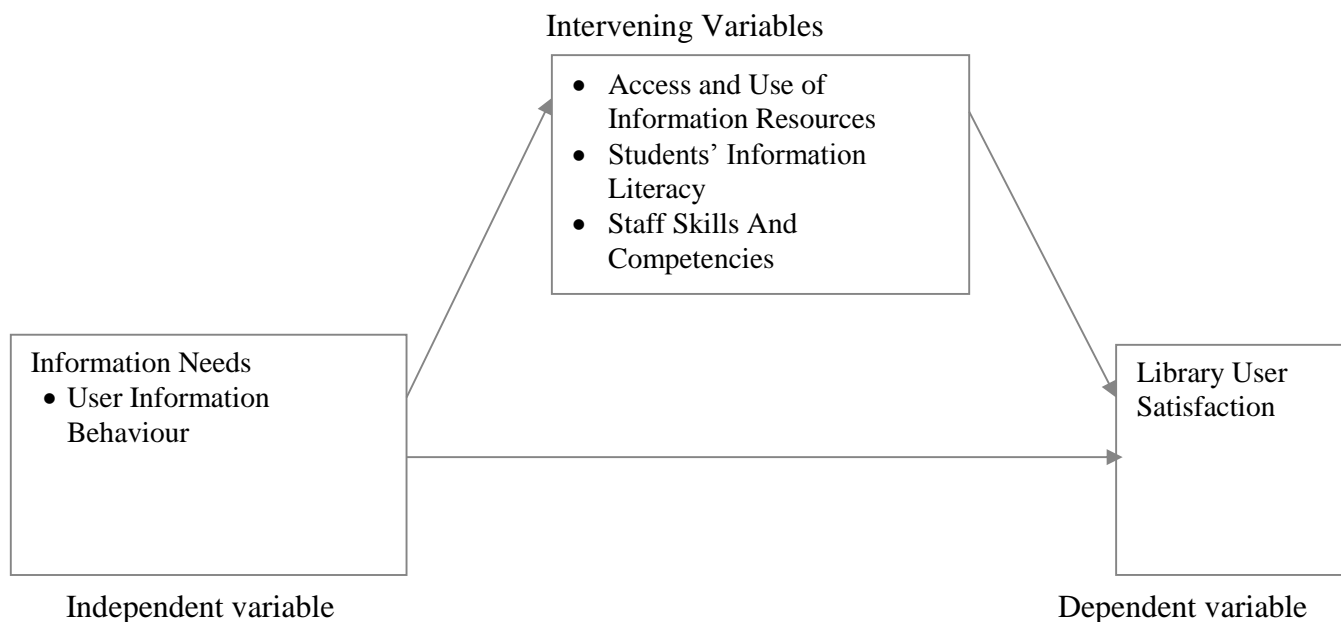 Intervening Variables
• Access and Use of
Information Resources
• Students’ Information
Literacy
• Staff Skills And
Competencies
Information Needs
• User Information
Behaviour
Library User
Satisfaction
Independent variable
Dependent variable